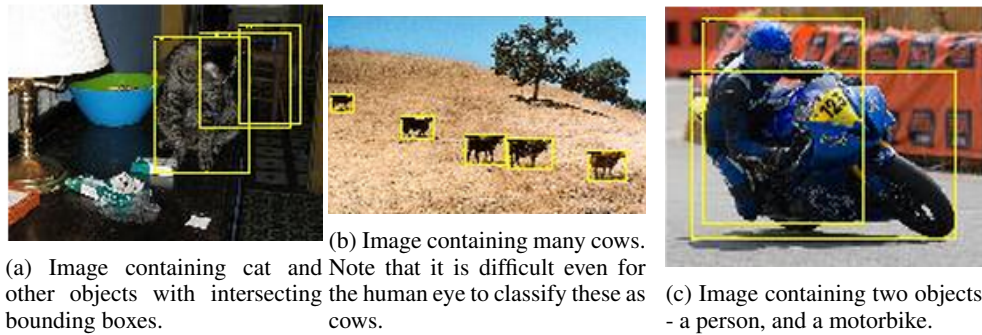 123
(a) Image containing cat and
other objects with intersecting
bounding boxes.
(b) Image containing many cows.
Note that it is difficult even for
the human eye to classify these as
cows.
(c) Image containing two objects
- a person, and a motorbike.